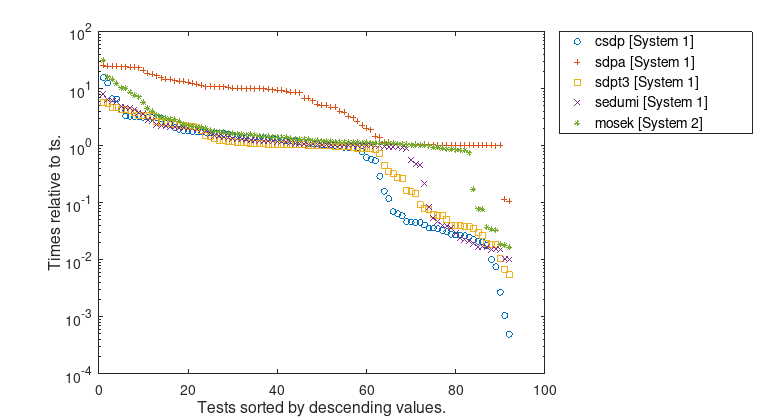 10^2
10^1
10^0
10^-1
10^-2
10^-3
10^-4
Times relative to ts.
0 20 40 60 80 100
Tests sorted by descending values.
csdp [System 1]
sdpa [System 1]
sdpt3 [System 1]
sedumi [System 1]
mosek [System 2]